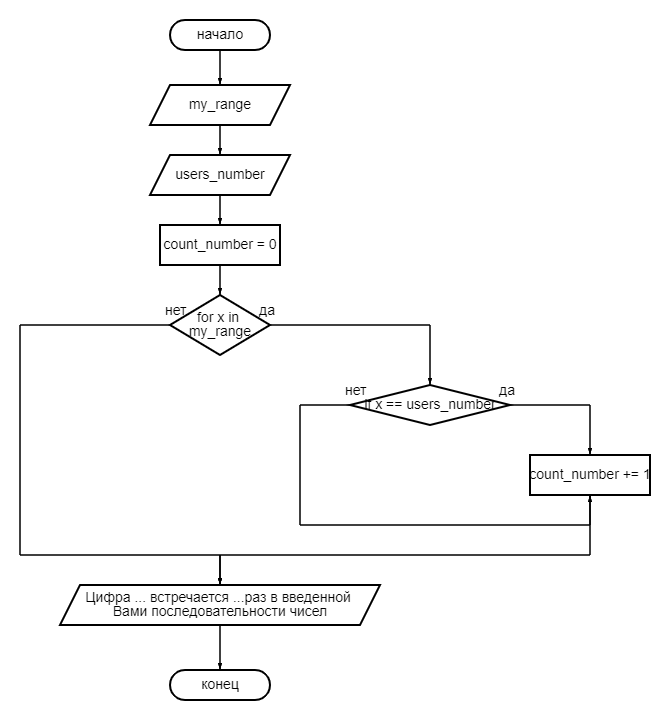 начало
my_range
users_number
count_number = 0
нет
да
for x in
my_range
нет
да
if x == users_number
count_number += 1
Цифра ... встречается ...раз в введенной
Вами последовательности чисел
конец